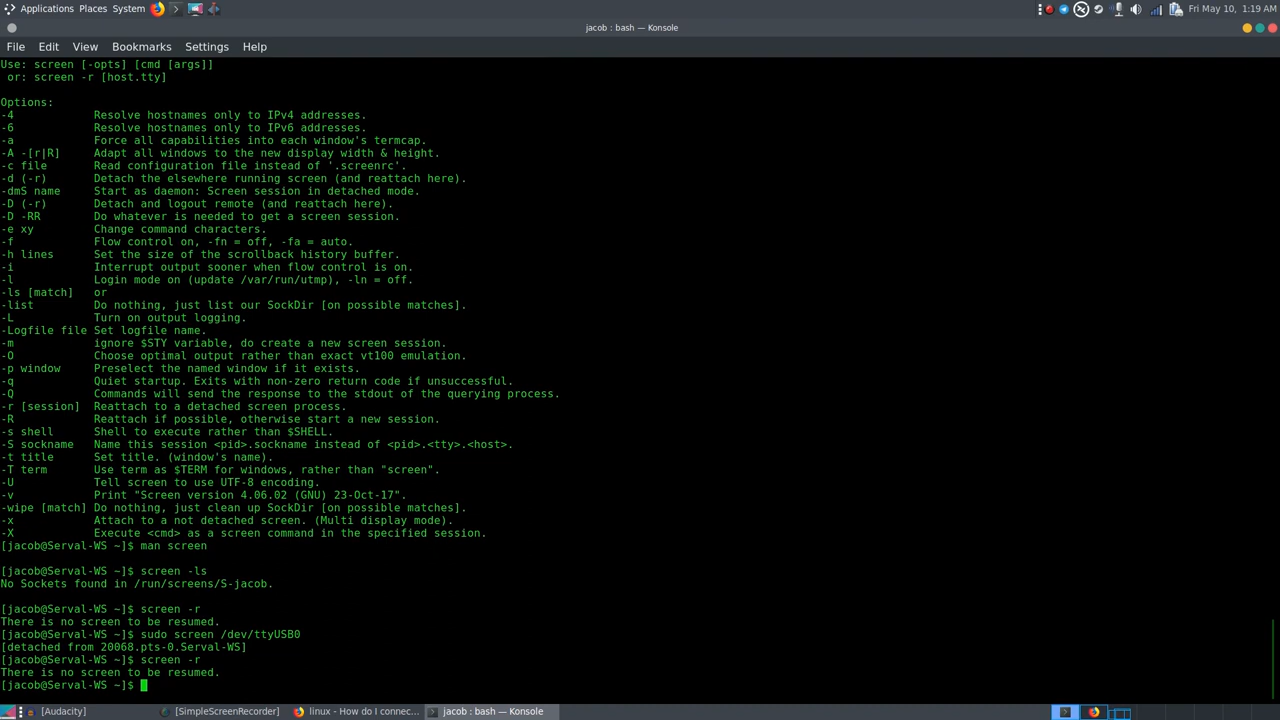 Applications Places System
Fri May 10, 1:19 AM
jacob : bash — Konsole
File Edit View Bookmarks Settings Help
Use: screen [-opts] [cmd [args]]
 or: screen -r [host.tty]

Options:
-4            Resolve hostnames only to IPv4 addresses.
-6            Resolve hostnames only to IPv6 addresses.
-a            Force all capabilities into each window's termcap.
-A -[r|R]     Adapt all windows to the new display width & height.
-c file       Read configuration file instead of '.screenrc'.
-d (-r)       Detach the elsewhere running screen (and reattach here).
-dmS name     Start as daemon: Screen session in detached mode.
-D (-r)       Detach and logout remote (and reattach here).
-D -RR        Do whatever is needed to get a screen session.
-e xy         Change command characters.
-f            Flow control on, -fn = off, -fa = auto.
-h lines      Set the size of the scrollback history buffer.
-i            Interrupt output sooner when flow control is on.
-l            Login mode on (update /var/run/utmp), -ln = off.
-ls [match]   or
-list         Do nothing, just list our SockDir [on possible matches].
-L            Turn on output logging.
-Logfile file Set logfile name.
-m            ignore $STY variable, do create a new screen session.
-O            Choose optimal output rather than exact vt100 emulation.
-p window     Preselect the named window if it exists.
-q            Quiet startup. Exits with non-zero return code if unsuccessful.
-Q            Commands will send the response to the stdout of the querying process.
-r [session]  Reattach to a detached screen process.
-R            Reattach if possible, otherwise start a new session.
-s shell      Shell to execute rather than $SHELL.
-S sockname   Name this session <pid>.sockname instead of <pid>.<tty>.<host>.
-t title      Set title. (window's name).
-T term       Use term as $TERM for windows, rather than "screen".
-U            Tell screen to use UTF-8 encoding.
-v            Print "Screen version 4.06.02 (GNU) 23-Oct-17".
-wipe [match] Do nothing, just clean up SockDir [on possible matches].
-x            Attach to a not detached screen. (Multi display mode).
-X            Execute <cmd> as a screen command in the specified session.
[jacob@Serval-WS ~]$ man screen

[jacob@Serval-WS ~]$ screen -ls
No Sockets found in /run/screens/S-jacob.

[jacob@Serval-WS ~]$ screen -r
There is no screen to be resumed.
[jacob@Serval-WS ~]$ sudo screen /dev/ttyUSB0
[detached from 20068.pts-0.Serval-WS]
[jacob@Serval-WS ~]$ screen -r
There is no screen to be resumed.
[jacob@Serval-WS ~]$
[Audacity]
[SimpleScreenRecorder]
linux - How do I connec...
jacob : bash — Konsole